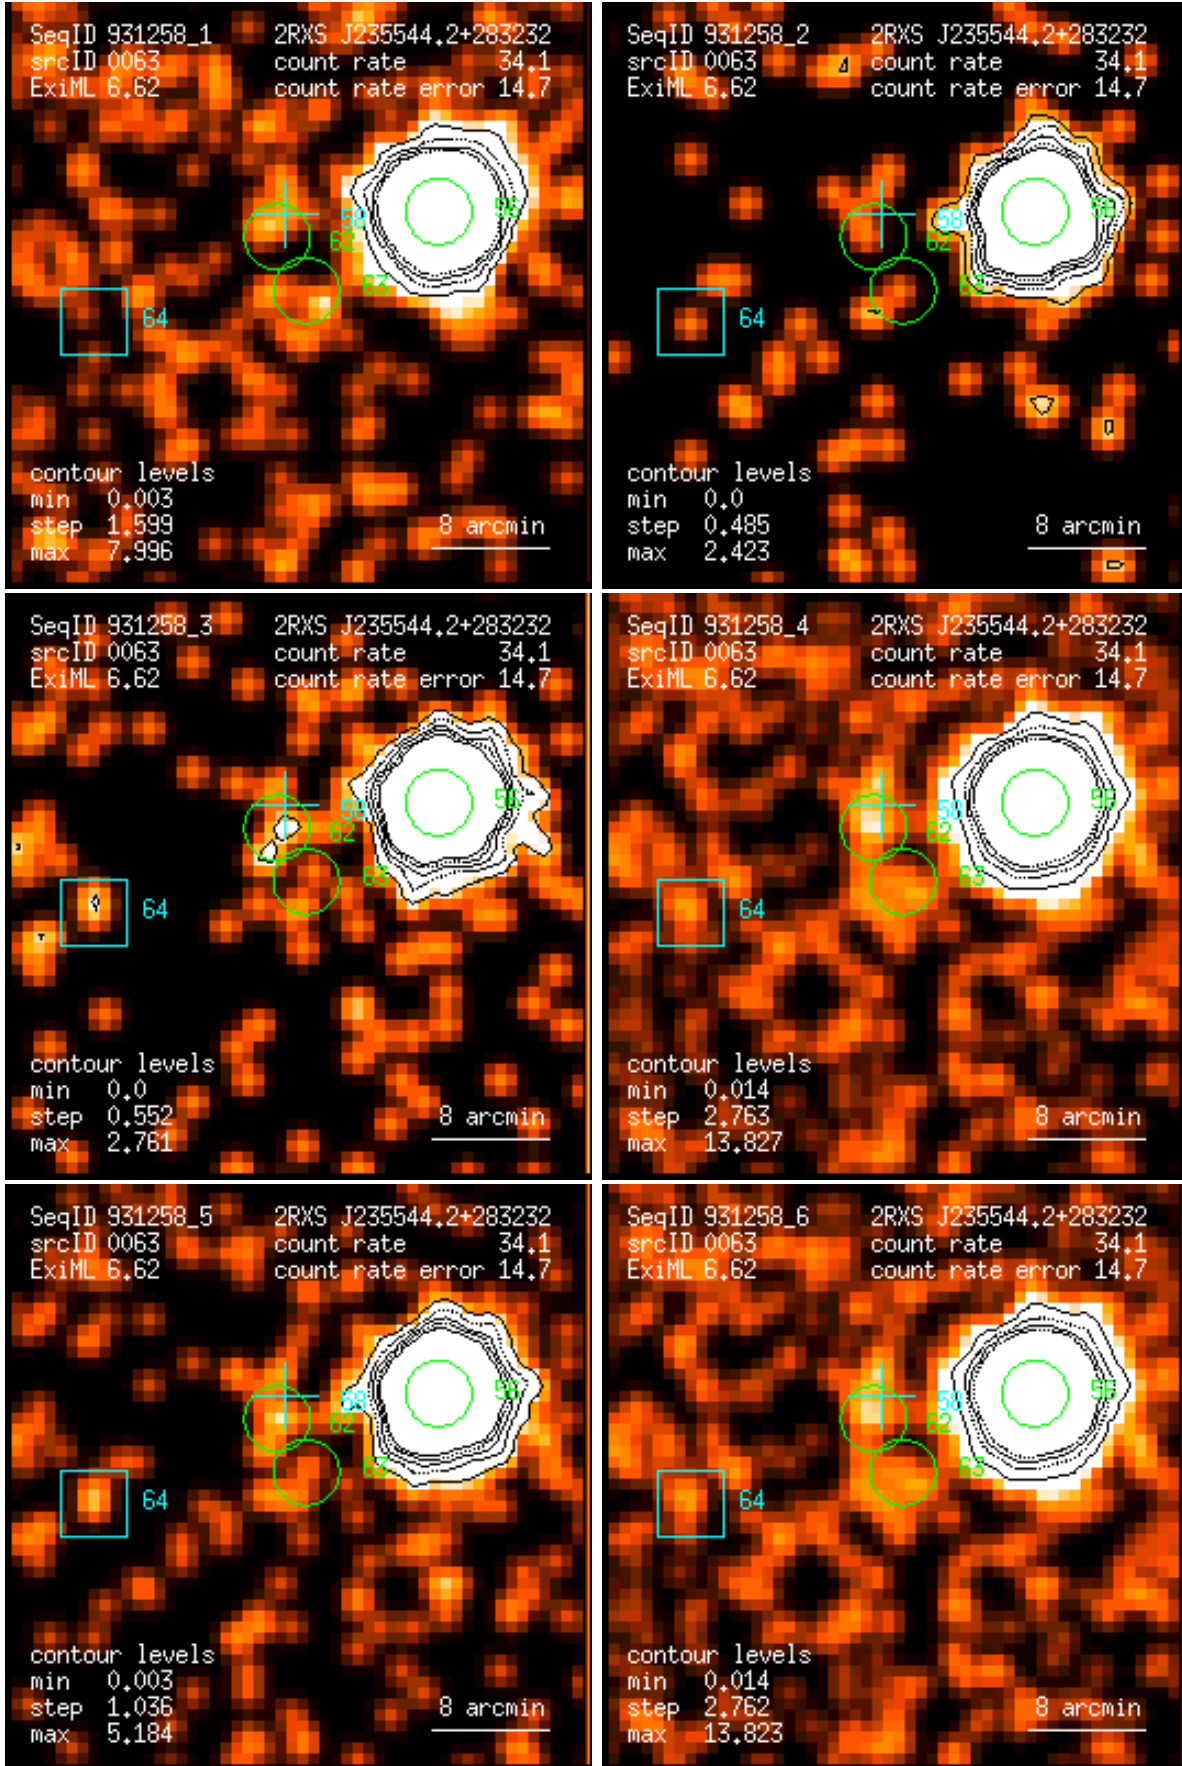 SeqID 931258_1 2RXS J235544.2+283232
srcID 0063 count rate 34.1
ExiML 6.62 count rate error 14.7
56
58
62
63
64
contour levels
min 0.003
step 1.599 8 arcmin
max 7.996
SeqID 931258_2 2RXS J235544.2+283232
srcID 0063 count rate 34.1
ExiML 6.62 count rate error 14.7
56
58
62
63
64
contour levels
min 0.0
step 0.485 8 arcmin
max 2.423
SeqID 931258_3 2RXS J235544.2+283232
srcID 0063 count rate 34.1
ExiML 6.62 count rate error 14.7
56
58
62
63
64
contour levels
min 0.0
step 0.552 8 arcmin
max 2.761
SeqID 931258_4 2RXS J235544.2+283232
srcID 0063 count rate 34.1
ExiML 6.62 count rate error 14.7
56
58
62
63
64
contour levels
min 0.014
step 2.763 8 arcmin
max 13.827
SeqID 931258_5 2RXS J235544.2+283232
srcID 0063 count rate 34.1
ExiML 6.62 count rate error 14.7
56
58
62
63
64
contour levels
min 0.003
step 1.036 8 arcmin
max 5.184
SeqID 931258_6 2RXS J235544.2+283232
srcID 0063 count rate 34.1
ExiML 6.62 count rate error 14.7
56
58
62
63
64
contour levels
min 0.014
step 2.762 8 arcmin
max 13.823